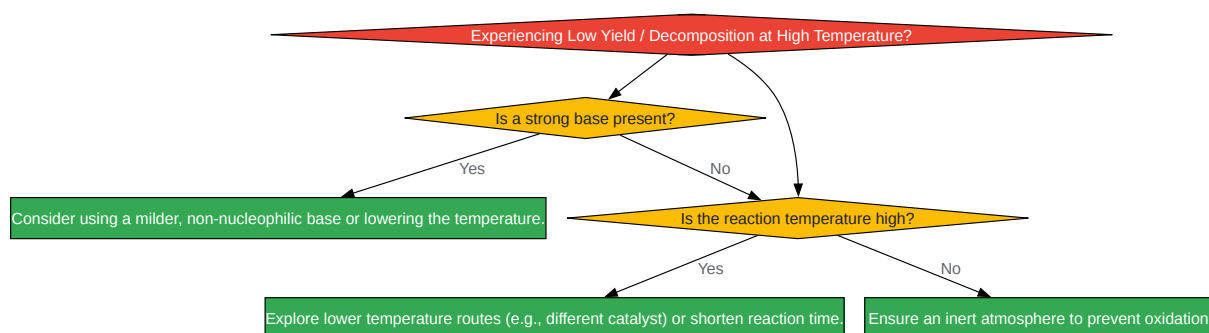 Experiencing Low Yield / Decomposition at High Temperature?
Is a strong base present?
Yes
No
Consider using a milder, non-nucleophilic base or lowering the temperature.
Is the reaction temperature high?
Yes
No
Explore lower temperature routes (e.g., different catalyst) or shorten reaction time.
Ensure an inert atmosphere to prevent oxidation